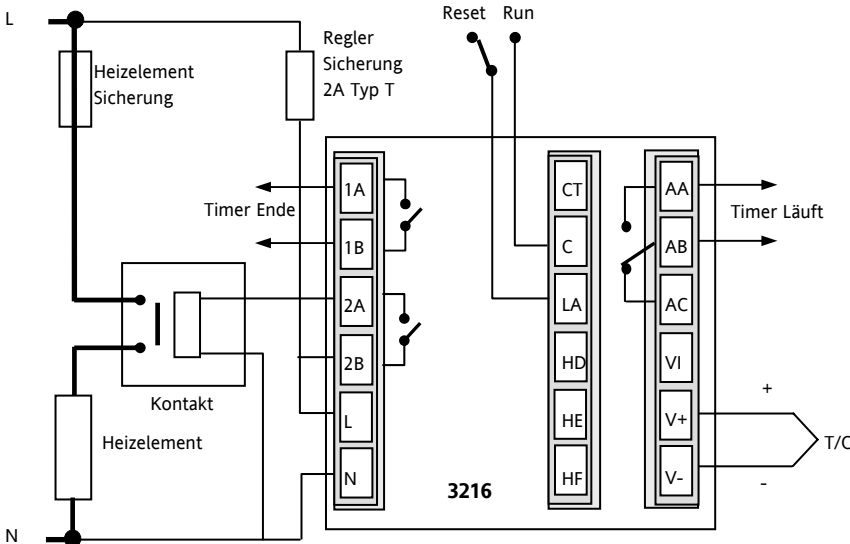 L
Heizelement
Sicherung
Regler
Sicherung
2A Typ T
Reset Run
Timer Ende
1A
1B
2A
2B
L
N
Kontakt
Heizelement
N
3216
CT
C
LA
HD
HE
HF
AA
AB
AC
VI
V+
V-
Timer Läuft
+
T/C
-